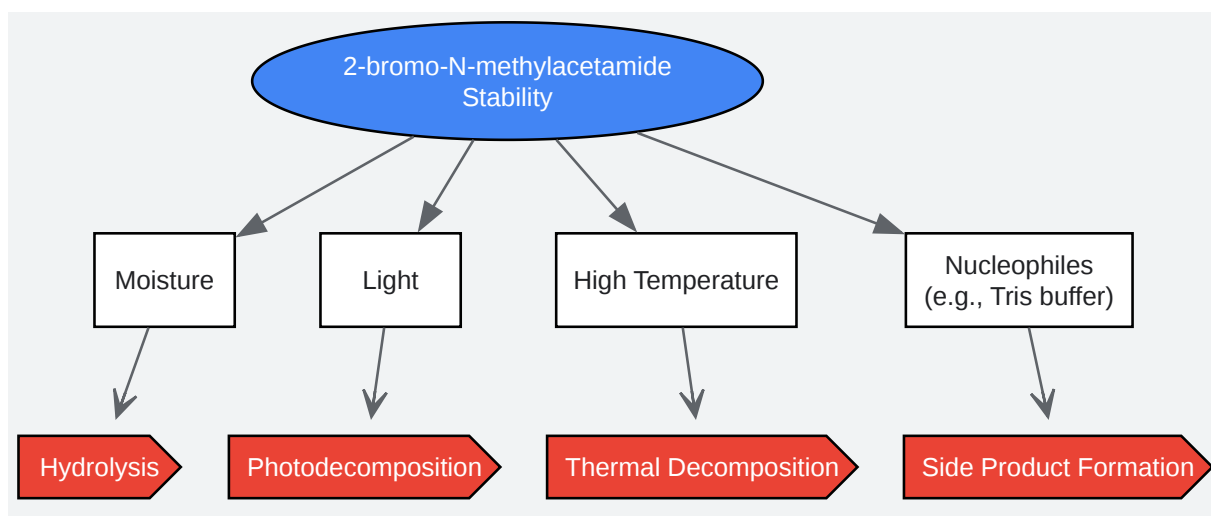 2-bromo-N-methylacetamide
Stability
Moisture
Light
High Temperature
Nucleophiles
(e.g., Tris buffer)
Hydrolysis
Photodecomposition
Thermal Decomposition
Side Product Formation